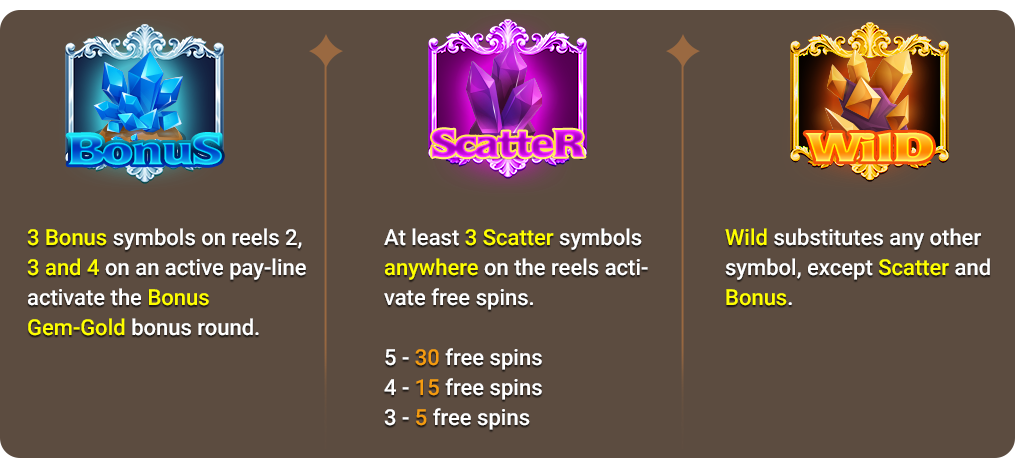 BonuS
3 Bonus symbols on reels 2,
3 and 4 on an active pay-line
activate the Bonus
Gem-Gold bonus round.
ScatteR
At least 3 Scatter symbols
anywhere on the reels acti-
vate free spins.
5 - 30 free spins
4 - 15 free spins
3 - 5 free spins
WilD
Wild substitutes any other
symbol, except Scatter and
Bonus.